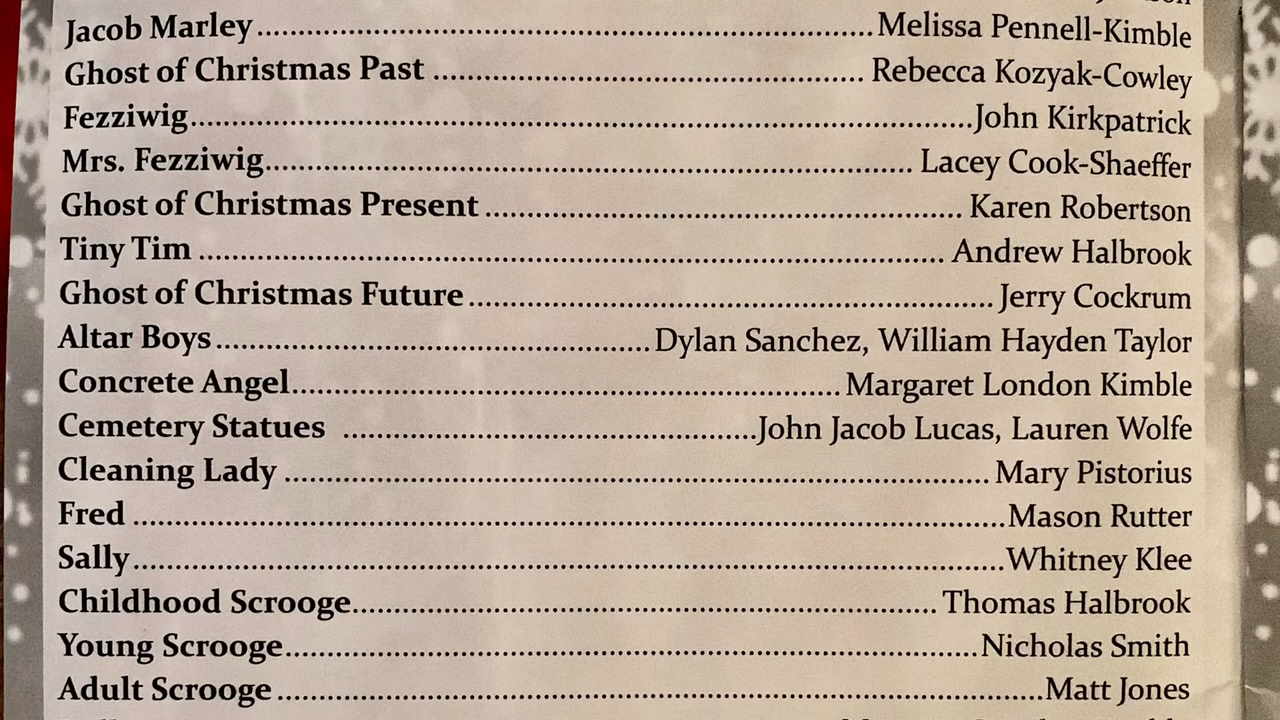 Jacob Marley........................................................................Melissa Pennell-Kimble
Ghost of Christmas Past .................................................... Rebecca Kozyak-Cowley
Fezziwig.............................................................................................John Kirkpatrick
Mrs. Fezziwig............................................................................. Lacey Cook-Shaeffer
Ghost of Christmas Present ......................................................... Karen Robertson
Tiny Tim ......................................................................................... Andrew Halbrook
Ghost of Christmas Future............................................................... Jerry Cockrum
Altar Boys....................................................Dylan Sanchez, William Hayden Taylor
Concrete Angel.................................................................. Margaret London Kimble
Cemetery Statues ..................................................John Jacob Lucas, Lauren Wolfe
Cleaning Lady .................................................................................... Mary Pistorius
Fred ........................................................................................................Mason Rutter
Sally........................................................................................................Whitney Klee
Childhood Scrooge...................................................................... Thomas Halbrook
Young Scrooge...................................................................................Nicholas Smith
Adult Scrooge............................................................................................Matt Jones